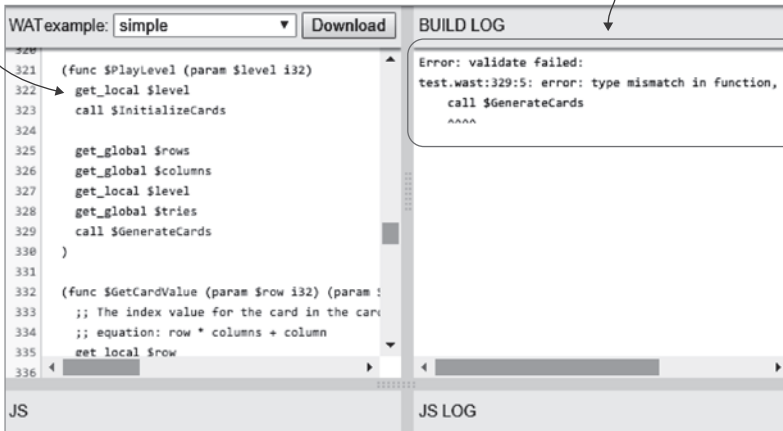 WAT example: simple Download
320
321 (func $PlayLevel (param $level i32)
322 get_local $level
323 call $InitializeCards
324
325 get_global $rows
326 get_global $columns
327 get_local $level
328 get_global $tries
329 call $GenerateCards
330 )
331
332 (func $GetCardValue (param $row i32) (param
333 ;; The index value for the card in the card
334 ;; equation: row * columns + column
335 get_local $row
336
BUILD LOG
Error: validate failed:
test.wast:329:5: error: type mismatch in function,
call $GenerateCards
^^^^
JS
JS LOG